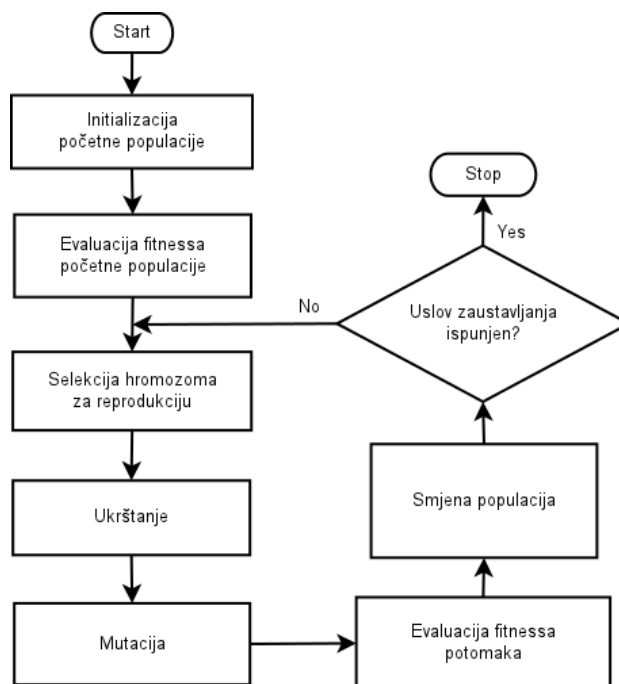 Start
Initializacija
početne populacije
Evaluacija fitnessa
početne populacije
Selekcija hromozoma
za reprodukciju
Ukrštanje
Mutacija
Evaluacija fitnessa
potomaka
Smjena populacija
Uslov zaustavljanja
ispunjen?
No
Yes
Stop